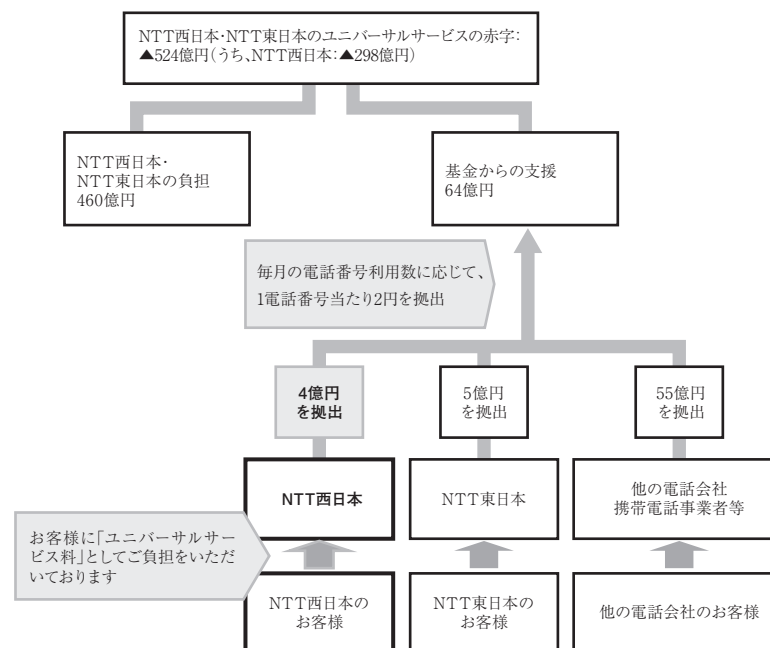 NTT西日本・NTT東日本のユニバーサルサービスの赤字：
▲524億円（うち、NTT西日本：▲298億円）
NTT西日本・
NTT東日本の負担
460億円
基金からの支援
64億円
毎月の電話番号利用数に応じて、
1電話番号当たり2円を拠出
4億円
を拠出
5億円
を拠出
55億円
を拠出
NTT西日本
NTT東日本
他の電話会社
携帯電話事業者等
お客様に「ユニバーサルサー
ビス料」としてご負担をいただ
いております
NTT西日本の
お客様
NTT東日本の
お客様
他の電話会社のお客様